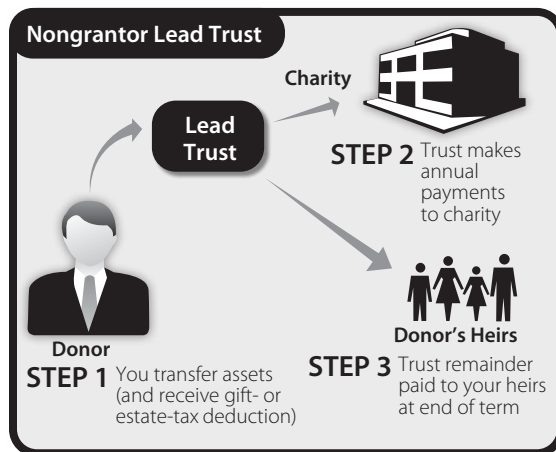 Nongrantor Lead Trust
Lead
Trust
Charity
STEP 2 Trust makes
annual
payments
to charity
Donor
STEP 1 You transfer assets
(and receive gift- or
estate-tax deduction)
Donor’s Heirs
STEP 3 Trust remainder
paid to your heirs
at end of term